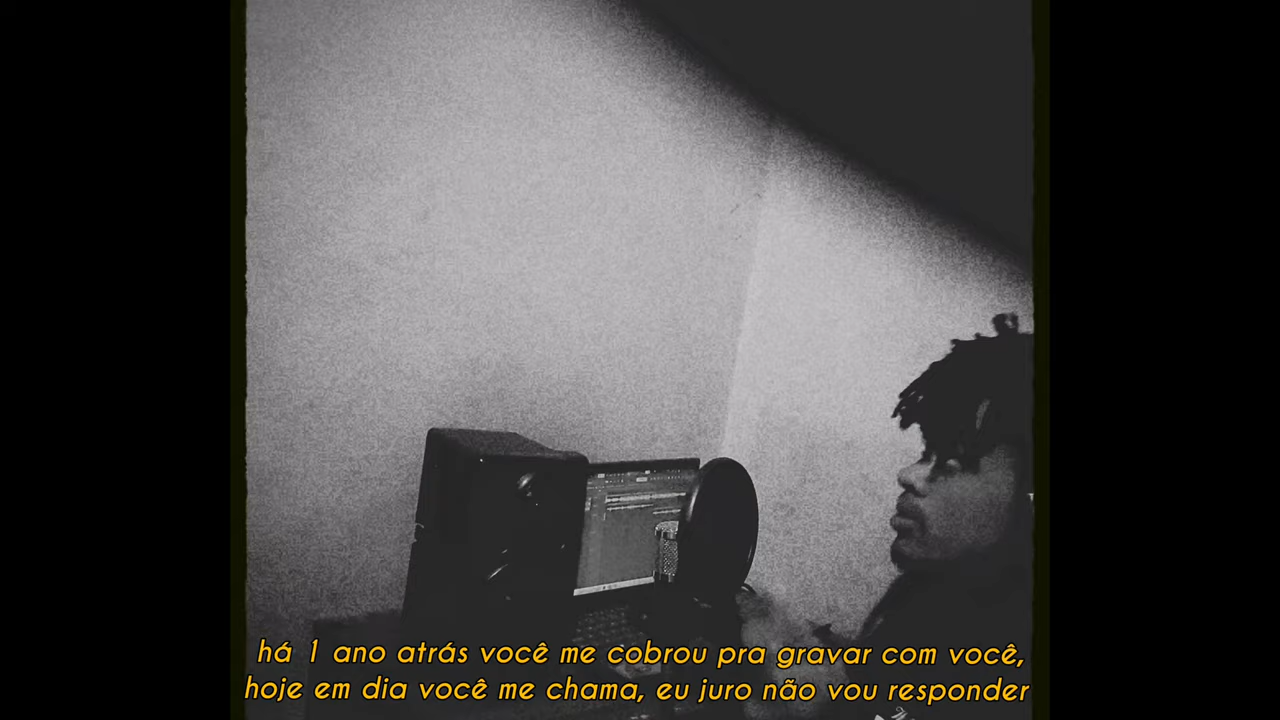 há 1 ano atrás você me cobrou pra gravar com você,
hoje em dia você me chama, eu juro não vou responder